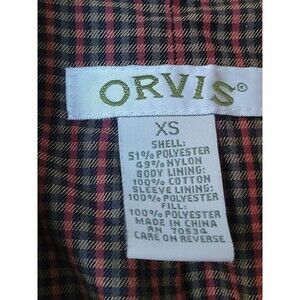 ORVIS®
XS
SHELL:
51% POLYESTER
49% NYLON
BODY LINING:
100% COTTON
SLEEVE LINING:
100% POLYESTER
FILL:
100% POLYESTER
MADE IN CHINA
RN 70534
CARE ON REVERSE